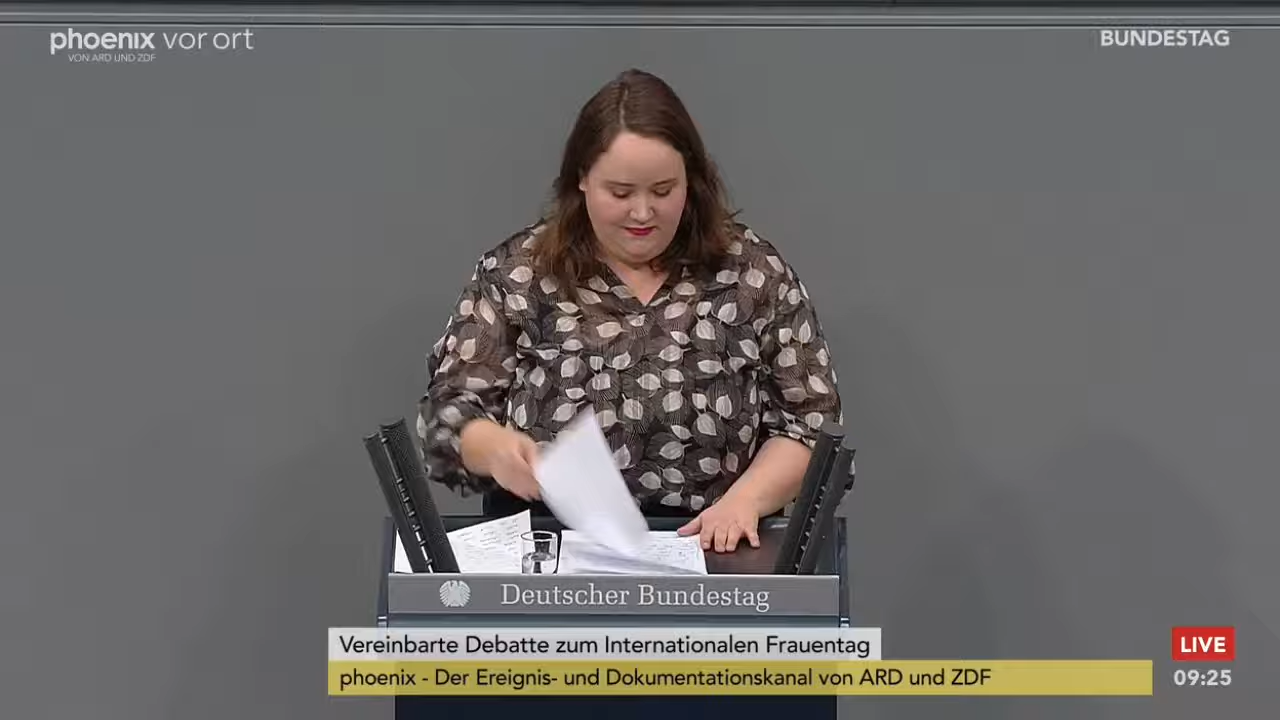 phoenix vor ort
VON ARD UND ZDF
BUNDESTAG
Deutscher Bundestag
Vereinbarte Debatte zum Internationalen Frauentag
phoenix - Der Ereignis- und Dokumentationskanal von ARD und ZDF
LIVE
09:25